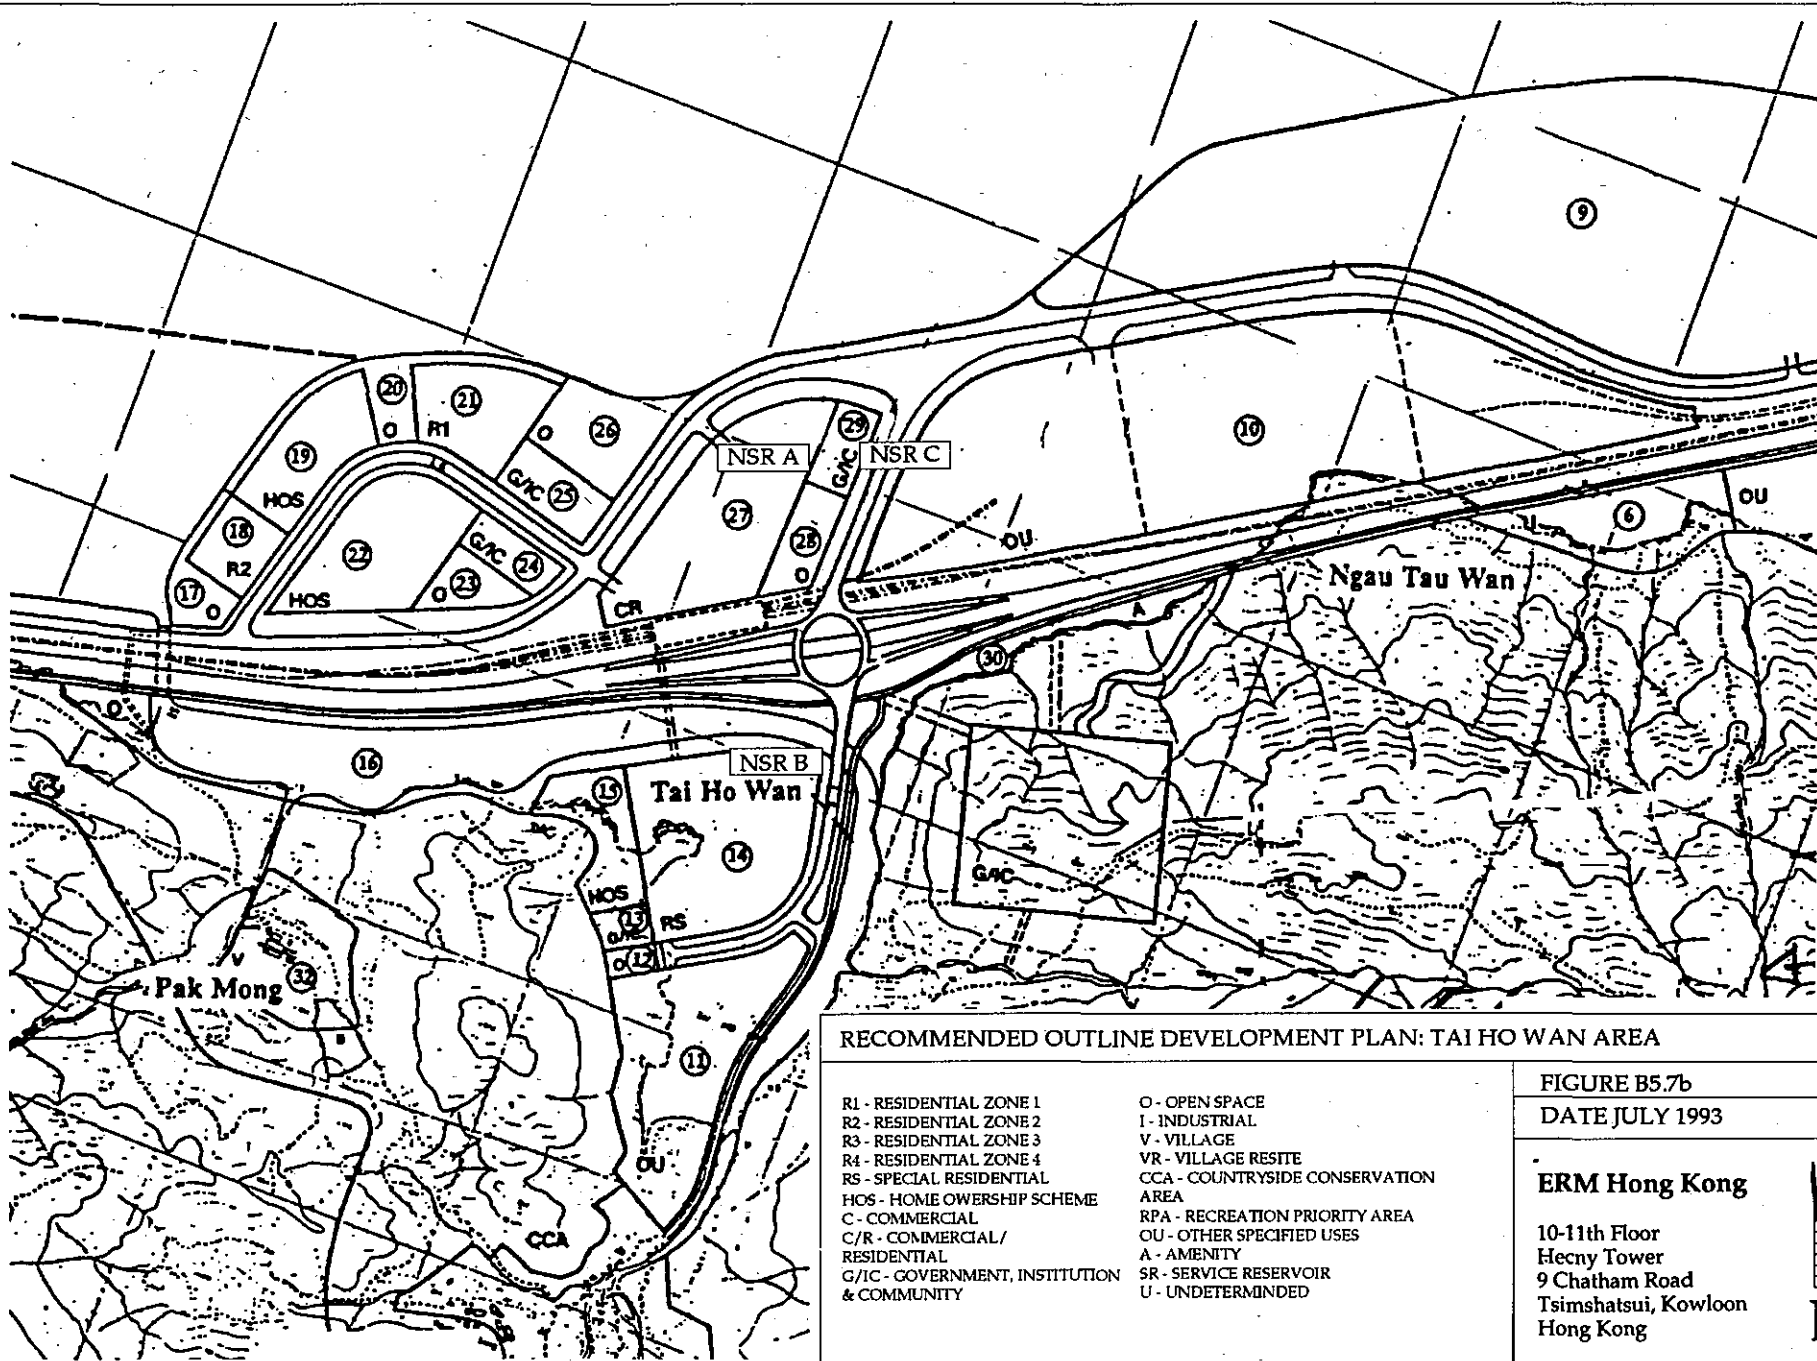 9
20
21
26
O
O
R1
29
NSR A
NSR C
10
19
G/IC
HOS
G/IC
25
27
6
OU
18
22
G/IC
24
28
OU
R2
23
17
O
HOS
O
O
CR
Ngau Tau Wan
A
30
O
16
NSR B
15
Tai Ho Wan
14
G/IC
HOS
13
RS
O
12
V
32
Pak Mong
11
OU
CCA
RECOMMENDED OUTLINE DEVELOPMENT PLAN: TAI HO WAN AREA
R1 - RESIDENTIAL ZONE 1
R2 - RESIDENTIAL ZONE 2
R3 - RESIDENTIAL ZONE 3
R4 - RESIDENTIAL ZONE 4
RS - SPECIAL RESIDENTIAL
HOS - HOME OWERSHIP SCHEME
C - COMMERCIAL
C/R - COMMERCIAL/
RESIDENTIAL
G/IC - GOVERNMENT, INSTITUTION
& COMMUNITY
O - OPEN SPACE
I - INDUSTRIAL
V - VILLAGE
VR - VILLAGE RESITE
CCA - COUNTRYSIDE CONSERVATION
AREA
RPA - RECREATION PRIORITY AREA
OU - OTHER SPECIFIED USES
A - AMENITY
SR - SERVICE RESERVOIR
U - UNDETERMINDED
FIGURE B5.7b
DATE JULY 1993
ERM Hong Kong
10-11th Floor
Hecny Tower
9 Chatham Road
Tsimshatsui, Kowloon
Hong Kong